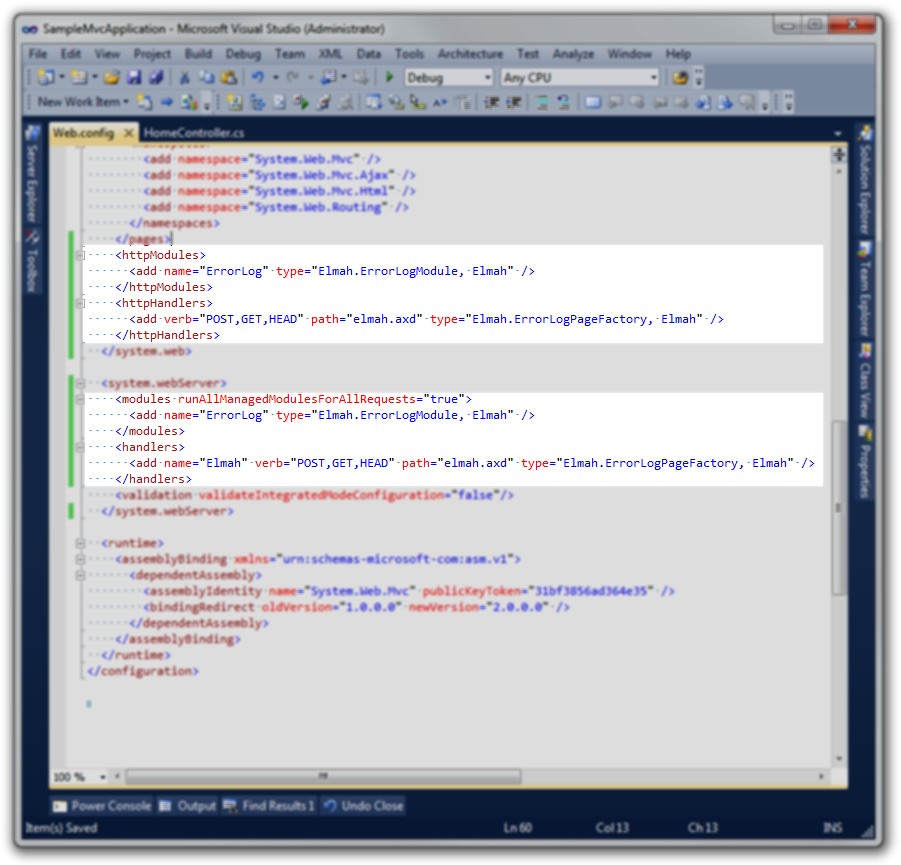 SampleMvcApplication - Microsoft Visual Studio (Administrator)
File Edit View Project Build Debug Team XML Data Tools Architecture Test Analyze Window Help
Debug Any CPU
New Work Item
Web.config HomeController.cs
<add namespace="System.Web.Mvc" />
<add namespace="System.Web.Mvc.Ajax" />
<add namespace="System.Web.Mvc.Html" />
<add namespace="System.Web.Routing" />
</namespaces>
</pages>
<httpModules>
<add name="ErrorLog" type="Elmah.ErrorLogModule, Elmah" />
</httpModules>
<httpHandlers>
<add verb="POST,GET,HEAD" path="elmah.axd" type="Elmah.ErrorLogPageFactory, Elmah" />
</httpHandlers>
</system.web>
<system.webServer>
<modules runAllManagedModulesForAllRequests="true">
<add name="ErrorLog" type="Elmah.ErrorLogModule, Elmah" />
</modules>
<handlers>
<add name="Elmah" verb="POST,GET,HEAD" path="elmah.axd" type="Elmah.ErrorLogPageFactory, Elmah" />
</handlers>
<validation validateIntegratedModeConfiguration="false"/>
</system.webServer>
<runtime>
<assemblyBinding xmlns="urn:schemas-microsoft-com:asm.v1">
<dependentAssembly>
<assemblyIdentity name="System.Web.Mvc" publicKeyToken="31bf3856ad364e35" />
<bindingRedirect oldVersion="1.0.0.0" newVersion="2.0.0.0" />
</dependentAssembly>
</assemblyBinding>
</runtime>
</configuration>
100 %
Server Explorer
Toolbox
Solution Explorer
Team Explorer
Class View
Properties
Power Console Output Find Results 1 Undo Close
Item(s) Saved Ln 60 Col 13 Ch 13 INS